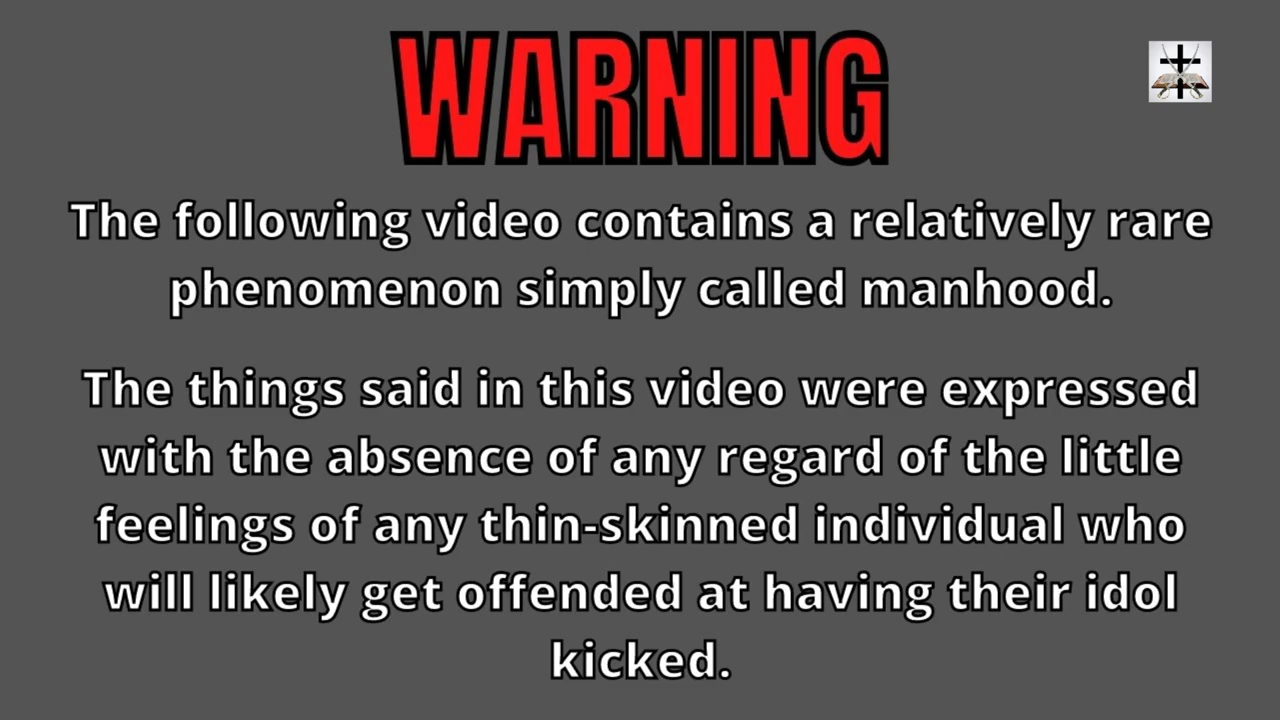 WARNING
The following video contains a relatively rare
phenomenon simply called manhood.
The things said in this video were expressed
with the absence of any regard of the little
feelings of any thin-skinned individual who
will likely get offended at having their idol
kicked.